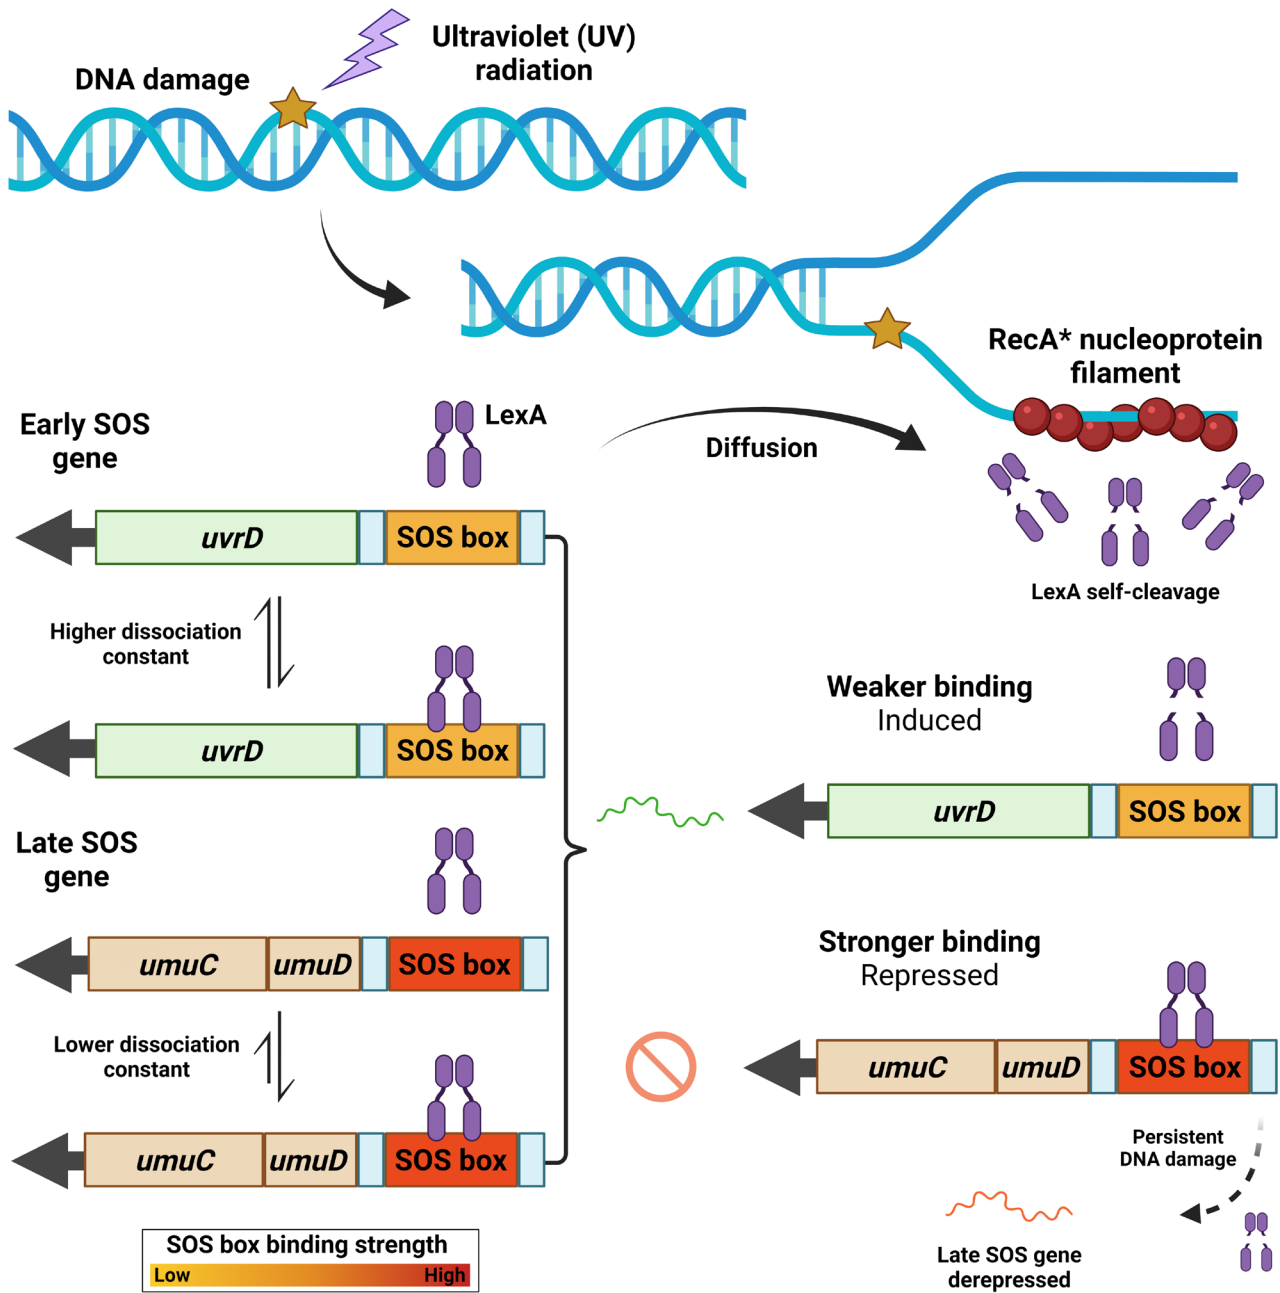 Ultraviolet (UV)
radiation
DNA damage
RecA* nucleoprotein
filament
Early SOS
gene
LexA
Diffusion
uvrD
SOS box
LexA self-cleavage
Higher dissociation
constant
uvrD
SOS box
Weaker binding
Induced
uvrD
SOS box
Late SOS
gene
umuC
umuD
SOS box
Stronger binding
Repressed
Lower dissociation
constant
umuC
umuD
SOS box
umuC
umuD
SOS box
Persistent
DNA damage
Late SOS gene
derepressed
SOS box binding strength
Low
High